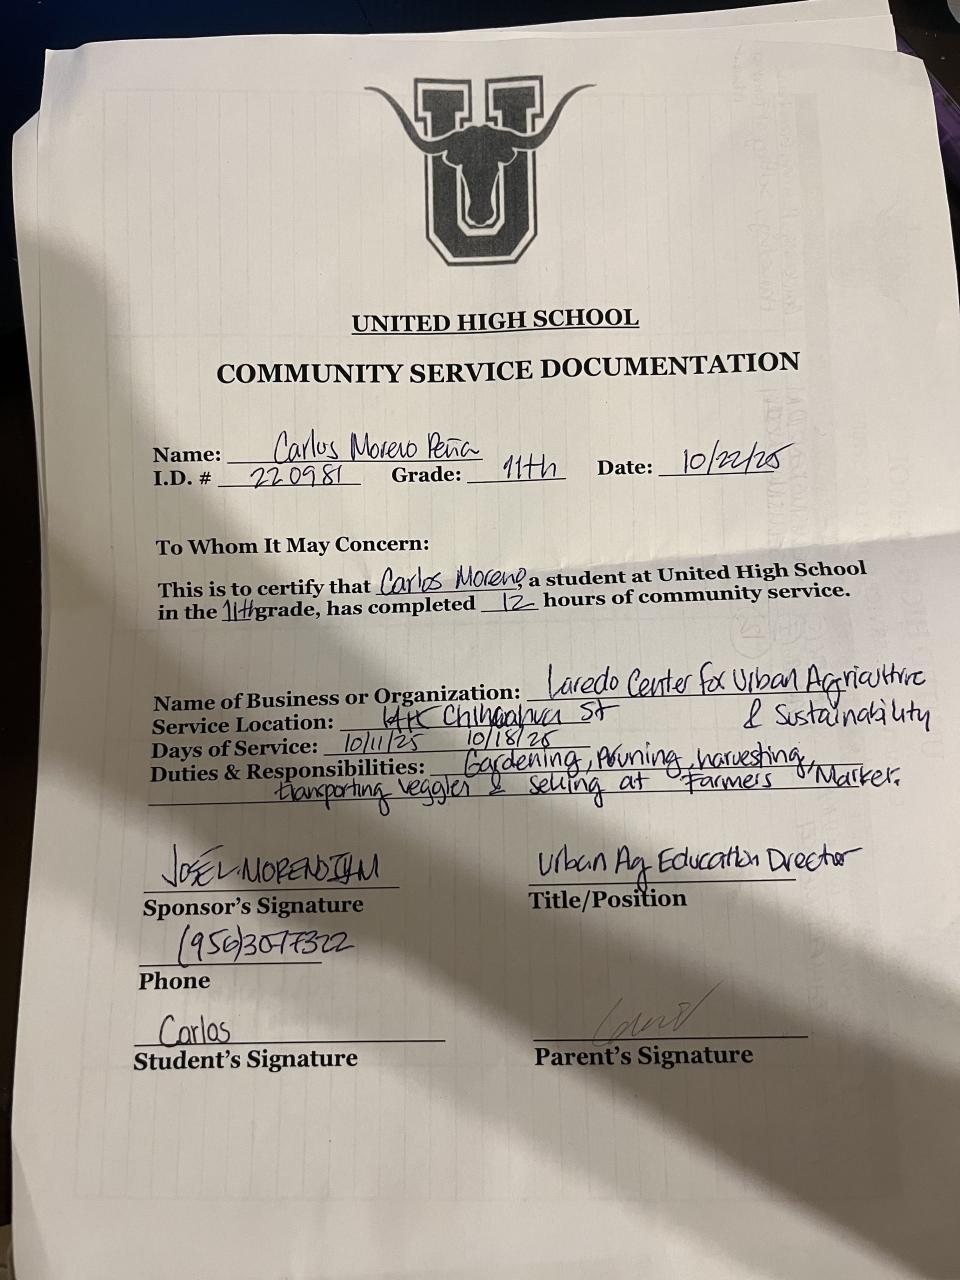 U
UNITED HIGH SCHOOL
COMMUNITY SERVICE DOCUMENTATION
Name: Carlos Moreno Peña
I.D. # 220981 Grade: 11th Date: 10/22/25
To Whom It May Concern:
This is to certify that Carlos Moreno, a student at United High School
in the 11th grade, has completed 12 hours of community service.
Name of Business or Organization: Laredo Center for Urban Agriculture
& Sustainability
Service Location: Chihuahua St
Days of Service: 10/11/25 10/18/25
Duties & Responsibilities: Gardening, Pruning, harvesting,
transporting veggies & selling at Farmers Market.
Urban Ag Education Director
Sponsor's Signature Title/Position
(956)3077322
Phone
Carlos
Student's Signature Parent's Signature